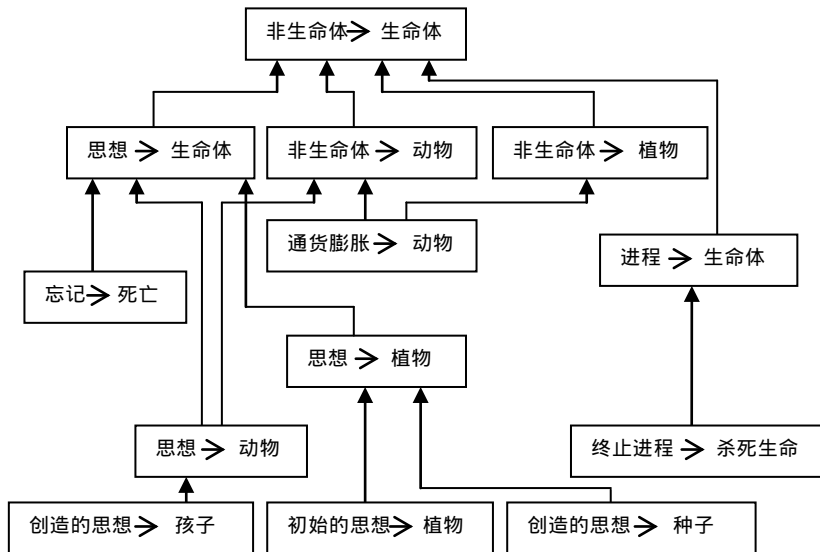 非生命体→ 生命体
思想 → 生命体
非生命体→ 动物
非生命体→ 植物
通货膨胀→ 动物
进程 → 生命体
忘记→ 死亡
思想 → 植物
思想 → 动物
终止进程 → 杀死生命
创造的思想→ 孩子
初始的思想→ 植物
创造的思想→ 种子